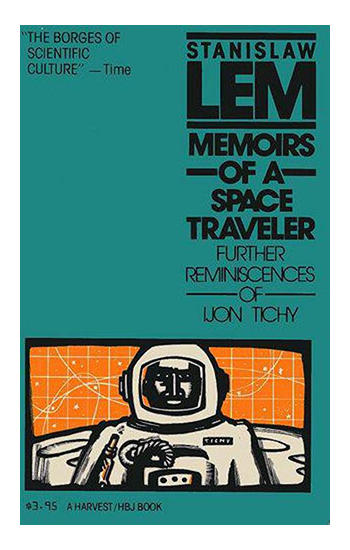 "THE BORGES OF
SCIENTIFIC
CULTURE" — Time
STANISLAW
LEM
MEMOIRS
OF A
SPACE
TRAVELER
FURTHER
REMINISCENCES
OF
IJON TICHY
TICHY
$3.95 A HARVEST/HBJ BOOK